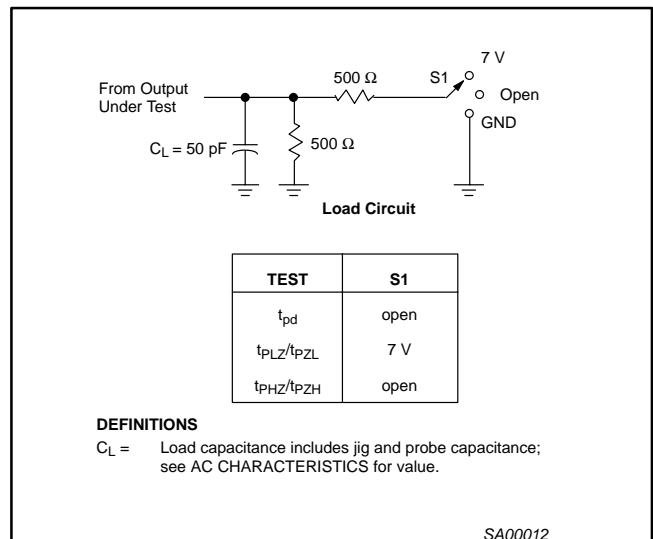 7 V
500 Ω
S1
From Output
Under Test
Open
GND
C_L = 50 pF
500 Ω
Load Circuit
TEST S1
t_pd open
t_PLZ/t_PZL 7 V
t_PHZ/t_PZH open
DEFINITIONS
C_L = Load capacitance includes jig and probe capacitance;
see AC CHARACTERISTICS for value.
SA00012